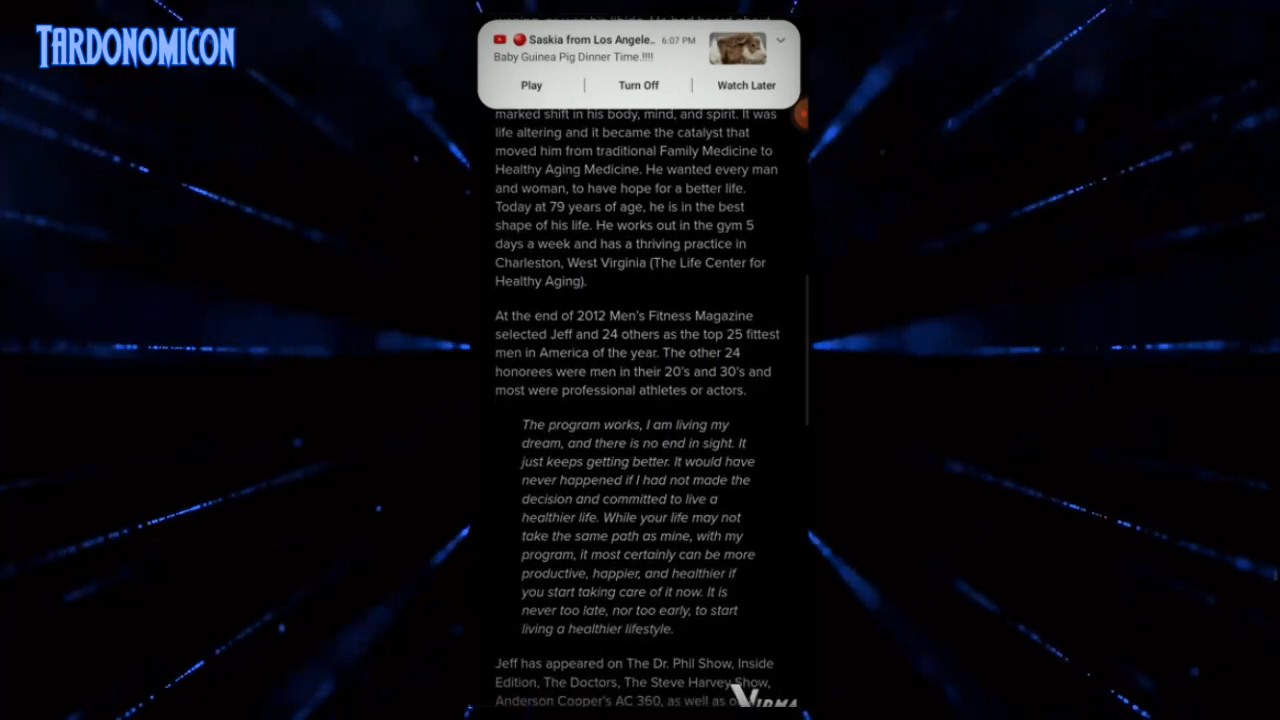 TARDONOMICON
Saskia from Los Angele.. 6:07 PM
Baby Guinea Pig Dinner Time.!!!!
Play Turn Off Watch Later
marked shift in his body, mind, and spirit. It was
life altering and it became the catalyst that
moved him from traditional Family Medicine to
Healthy Aging Medicine. He wanted every man
and woman, to have hope for a better life.
Today at 79 years of age, he is in the best
shape of his life. He works out in the gym 5
days a week and has a thriving practice in
Charleston, West Virginia (The Life Center for
Healthy Aging).
At the end of 2012 Men's Fitness Magazine
selected Jeff and 24 others as the top 25 fittest
men in America of the year. The other 24
honorees were men in their 20's and 30's and
most were professional athletes or actors.
The program works, I am living my
dream, and there is no end in sight. It
just keeps getting better. It would have
never happened if I had not made the
decision and committed to live a
healthier life. While your life may not
take the same path as mine, with my
program, it most certainly can be more
productive, happier, and healthier if
you start taking care of it now. It is
never too late, nor too early, to start
living a healthier lifestyle.
Jeff has appeared on The Dr. Phil Show, Inside
Edition, The Doctors, The Steve Harvey Show,
Anderson Cooper's AC 360, as well as